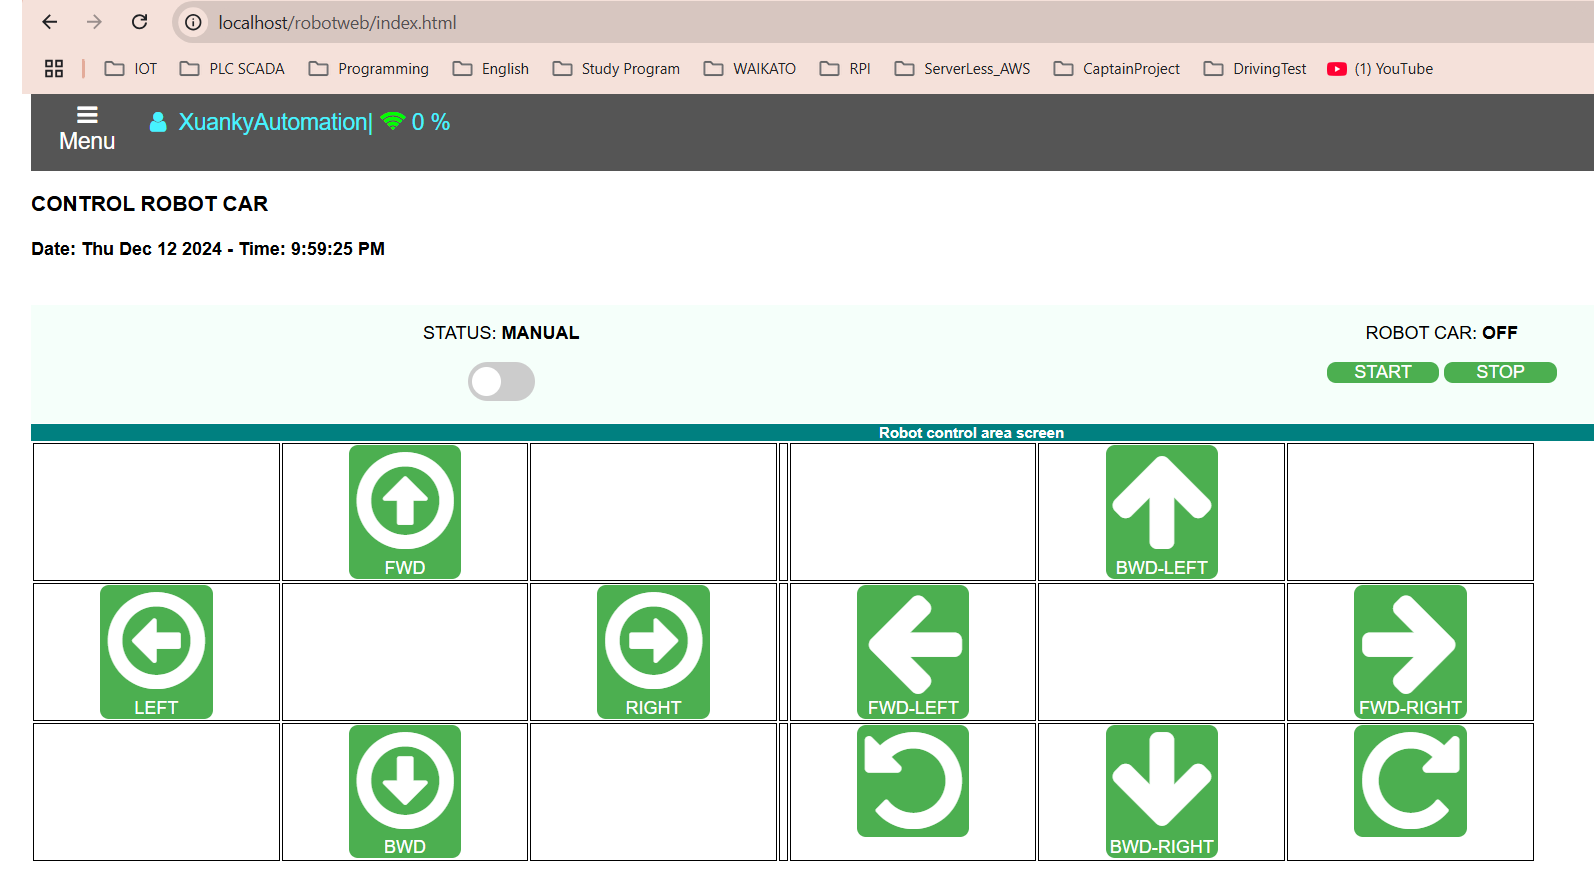 localhost/robotweb/index.html
IOT PLC SCADA Programming English Study Program WAIKATO RPI ServerLess_AWS CaptainProject DrivingTest (1) YouTube
Menu XuankyAutomation| 0 %
CONTROL ROBOT CAR
Date: Thu Dec 12 2024 - Time: 9:59:25 PM
STATUS: MANUAL
ROBOT CAR: OFF
START STOP
Robot control area screen
FWD BWD-LEFT
LEFT RIGHT FWD-LEFT FWD-RIGHT
BWD BWD-RIGHT